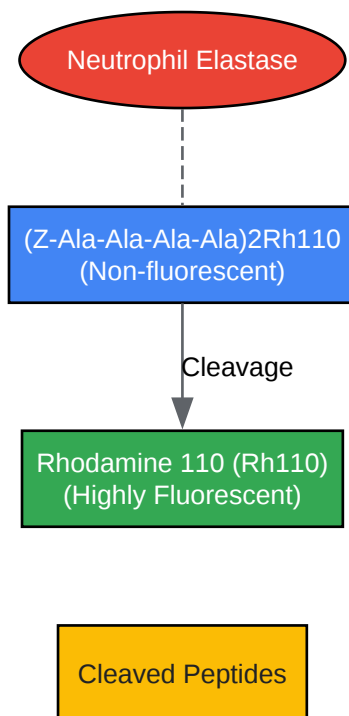 Neutrophil Elastase
(Z-Ala-Ala-Ala-Ala)2Rh110
(Non-fluorescent)
Cleavage
Rhodamine 110 (Rh110)
(Highly Fluorescent)
Cleaved Peptides